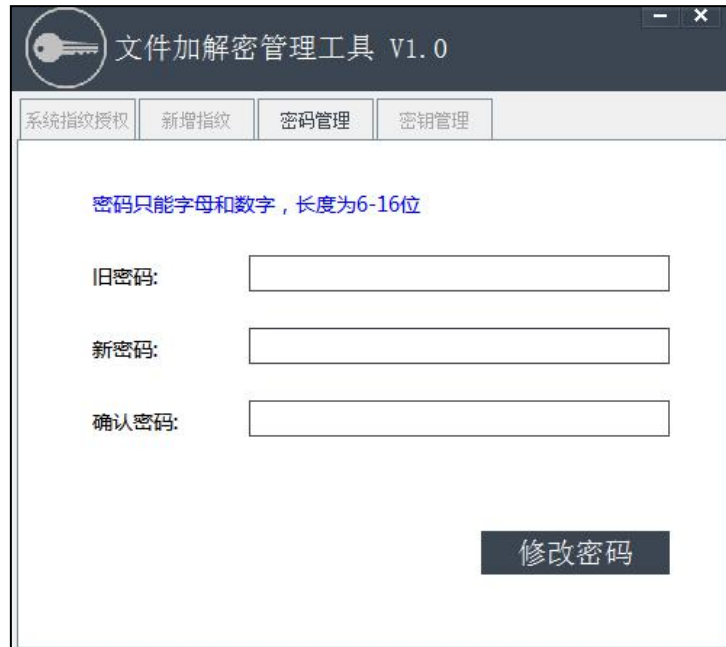 文件加解密管理工具 V1.0
系统指纹授权 新增指纹 密码管理 密钥管理
密码只能字母和数字，长度为6-16位
旧密码:
新密码:
确认密码:
修改密码